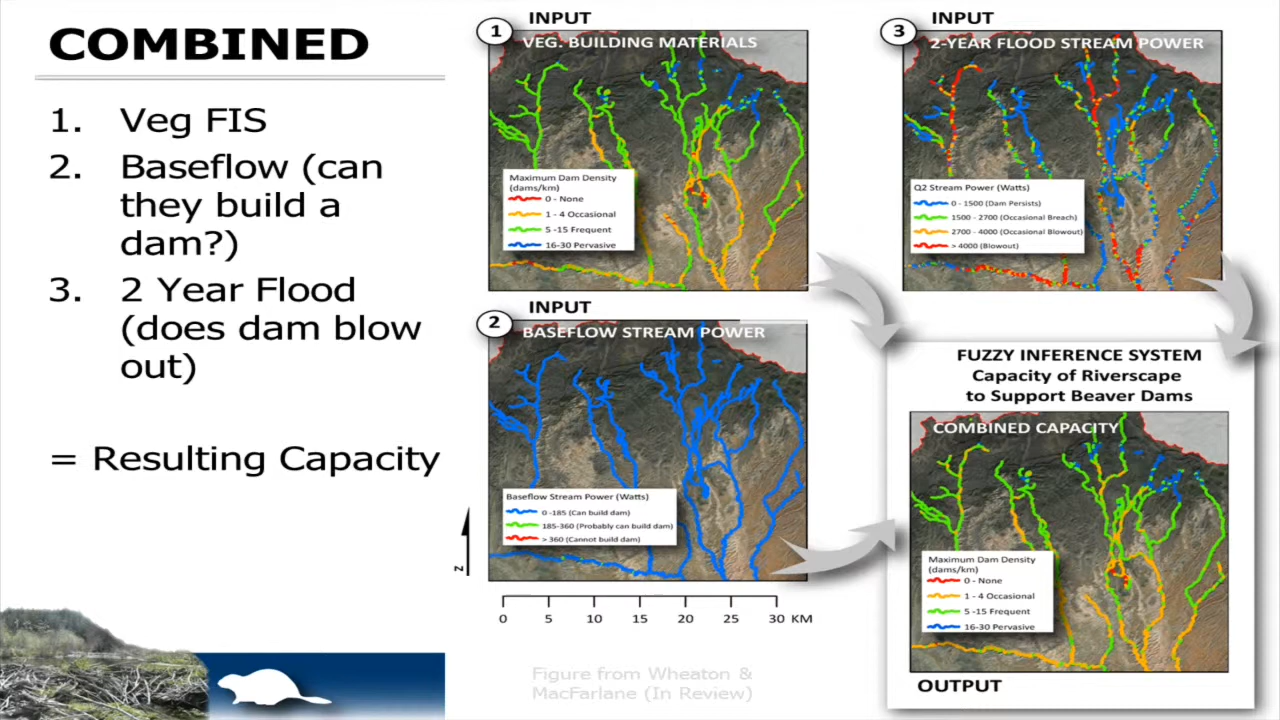 COMBINED
1. Veg FIS
2. Baseflow (can
they build a
dam?)
3. 2 Year Flood
(does dam blow
out)
= Resulting Capacity
INPUT
1
VEG. BUILDING MATERIALS
Maximum Dam Density
(dams/km)
0 - None
1 - 4 Occasional
5 -15 Frequent
16-30 Pervasive
INPUT
2
BASEFLOW STREAM POWER
Baseflow Stream Power (Watts)
0 -185 (Can build dam)
185-360 (Probably can build dam)
> 360 (Cannot build dam)
N
0 5 10 15 20 25 30 KM
INPUT
3
2-YEAR FLOOD STREAM POWER
Q2 Stream Power (Watts)
0 - 1500 (Dam Persists)
1500 - 2700 (Occasional Breach)
2700 - 4000 (Occasional Blowout)
> 4000 (Blowout)
FUZZY INFERENCE SYSTEM
Capacity of Riverscape
to Support Beaver Dams
COMBINED CAPACITY
Maximum Dam Density
(dams/km)
0 - None
1 - 4 Occasional
5 -15 Frequent
16-30 Pervasive
OUTPUT
Figure from Wheaton &
MacFarlane (In Review)